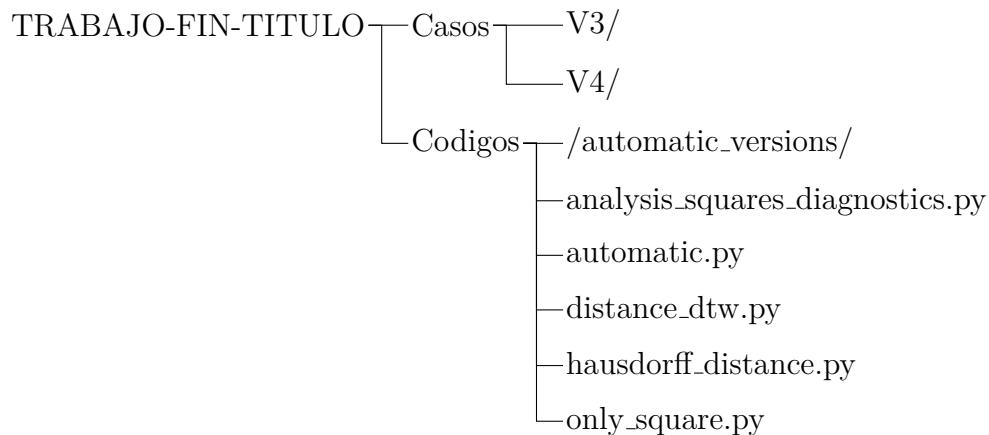 TRABAJO-FIN-TITULO Casos V3/
V4/
Codigos /automatic_versions/
analysis_squares_diagnostics.py
automatic.py
distance_dtw.py
hausdorff_distance.py
only_square.py